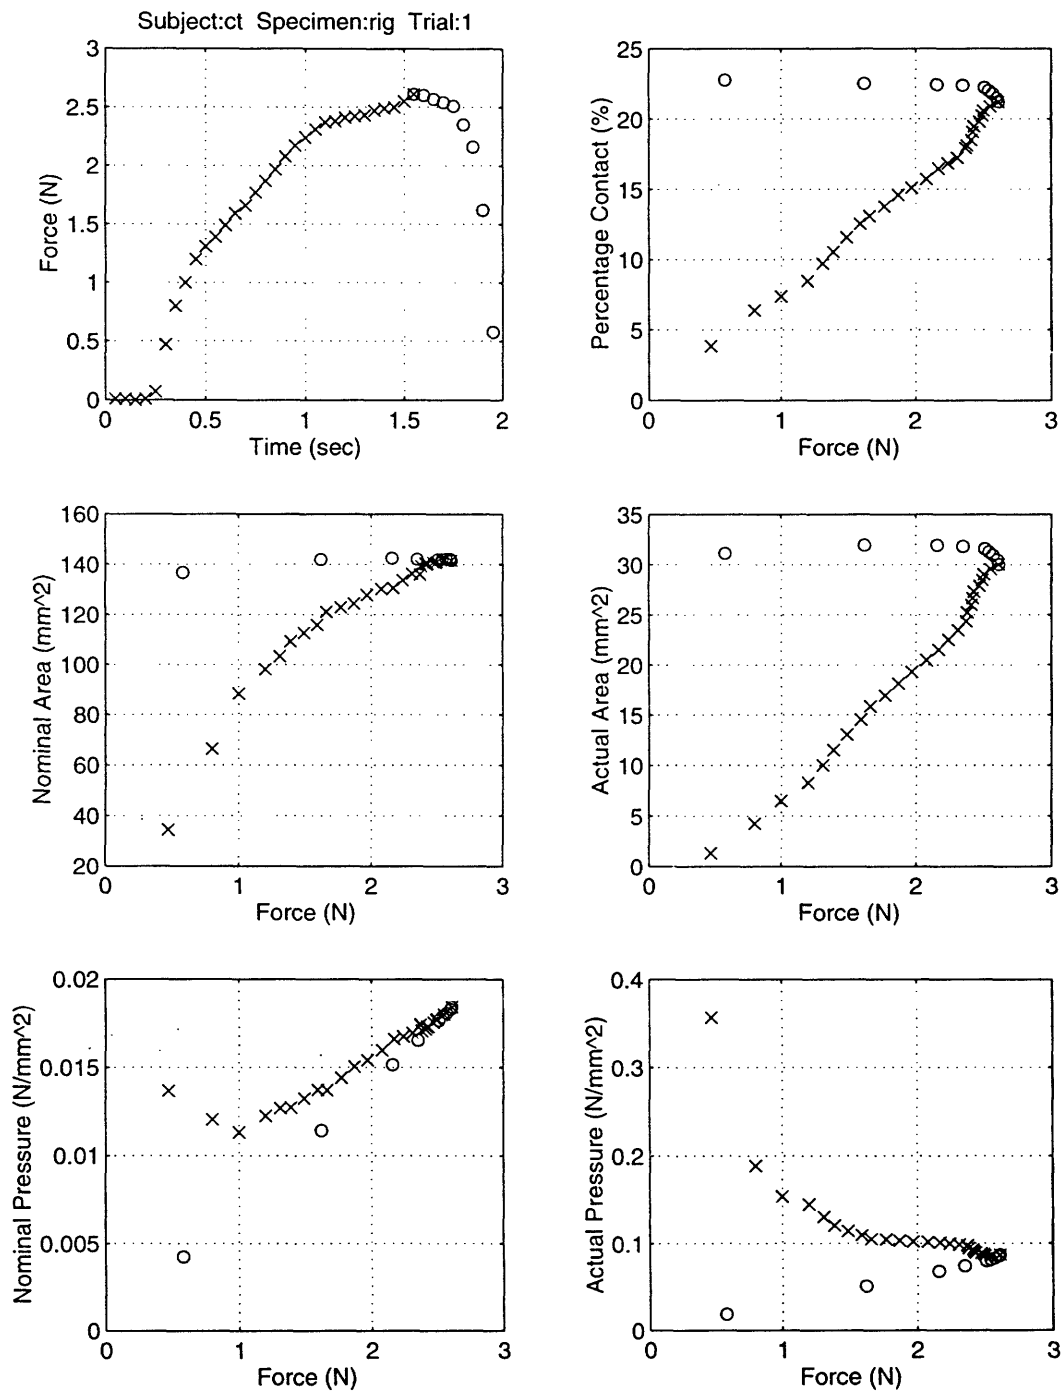 Subject:ct Specimen:rig Trial:1
3
2.5
2
1.5
1
0.5
0
Force (N)
0 0.5 1 1.5 2
Time (sec)
25
20
15
10
5
0
Percentage Contact (%)
0 1 2 3
Force (N)
160
140
120
100
80
60
40
20
Nominal Area (mm^2)
0 1 2 3
Force (N)
35
30
25
20
15
10
5
0
Actual Area (mm^2)
0 1 2 3
Force (N)
0.02
0.015
0.01
0.005
0
Nominal Pressure (N/mm^2)
0 1 2 3
Force (N)
0.4
0.3
0.2
0.1
0
Actual Pressure (N/mm^2)
0 1 2 3
Force (N)